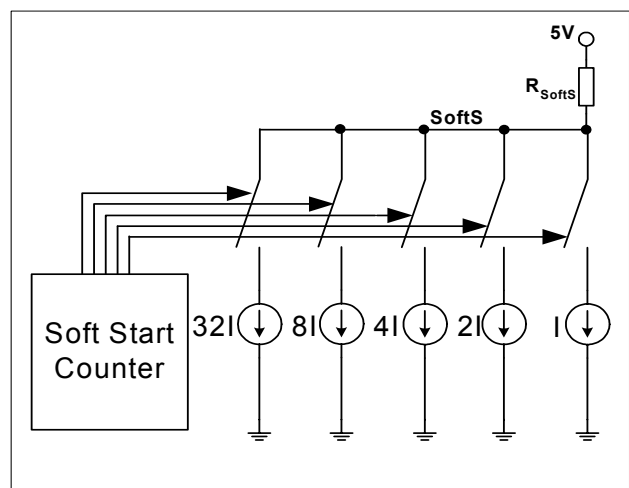 5V
RSoftS
SoftS
Soft Start
Counter
32I
8I
4I
2I
I